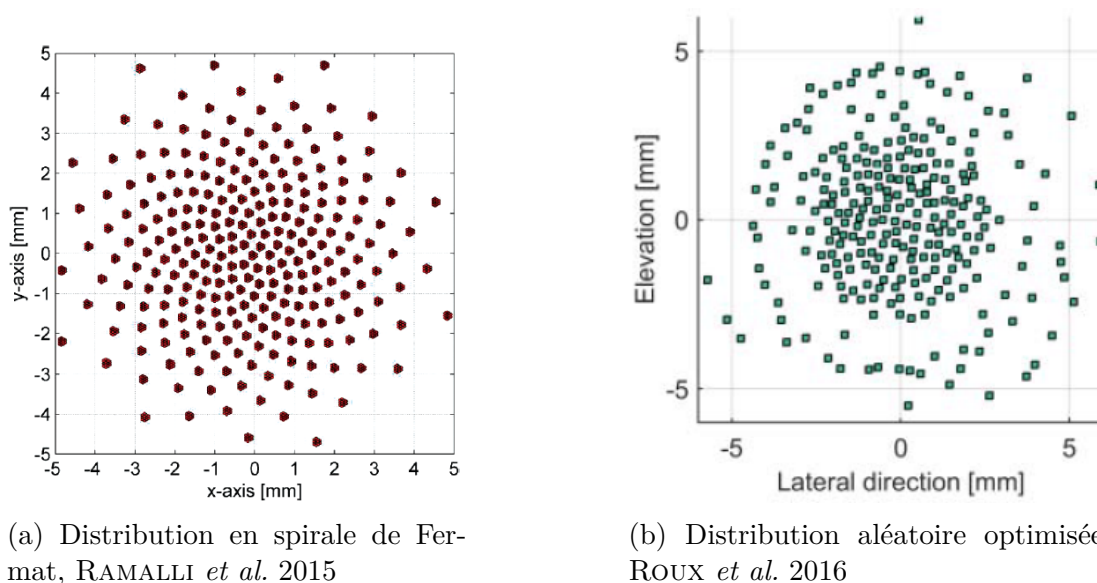 5
4
3
2
1
0
-1
-2
-3
-4
-5
y-axis [mm]
-5 -4 -3 -2 -1 0 1 2 3 4 5
x-axis [mm]
(a) Distribution en spirale de Fer-
mat, RAMALLI et al. 2015
5
0
-5
Elevation [mm]
-5 0 5
Lateral direction [mm]
(b) Distribution aléatoire optimisée
ROUX et al. 2016